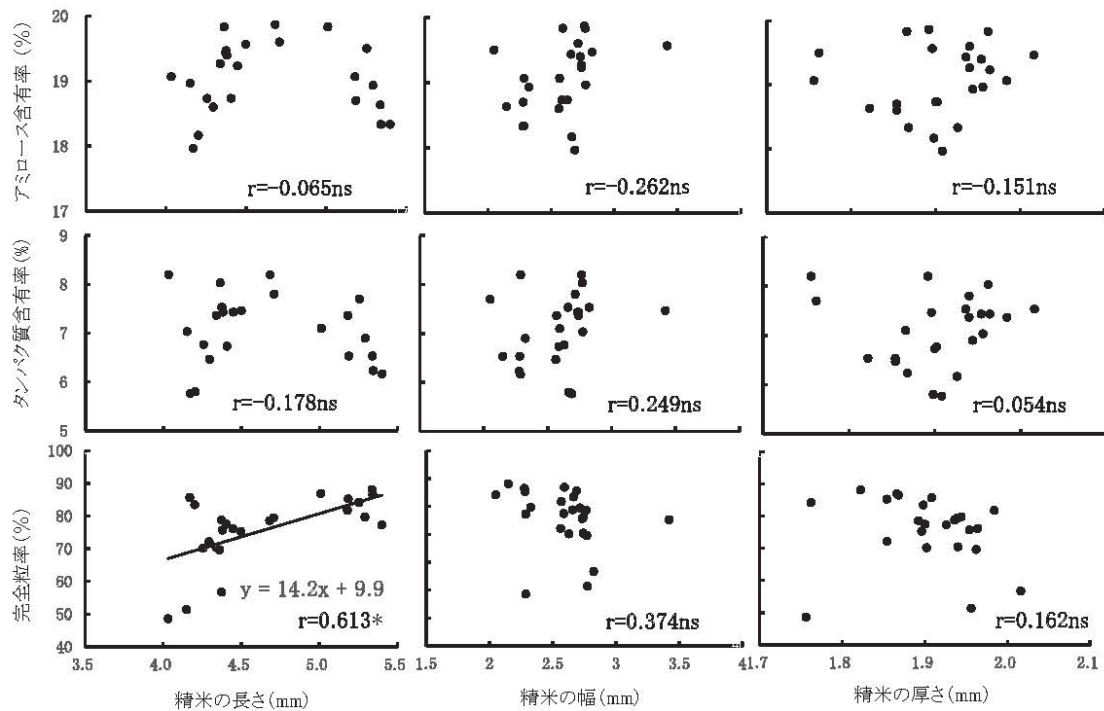 アミロース含有率(%)
20
19
18
17
r=-0.065ns
r=-0.262ns
r=-0.151ns
タンパク質含有率(%)
9
8
7
6
5
r=-0.178ns
r=0.249ns
r=0.054ns
完全粒率(%)
100
90
80
70
60
50
40
y = 14.2x + 9.9
r=0.613*
r=0.374ns
r=0.162ns
3.5 4.0 4.5 5.0 5.5
1.5 2 2.5 3 3.5 4
1.7 1.8 1.9 2.0 2.1
精米の長さ(mm) 精米の幅(mm) 精米の厚さ(mm)